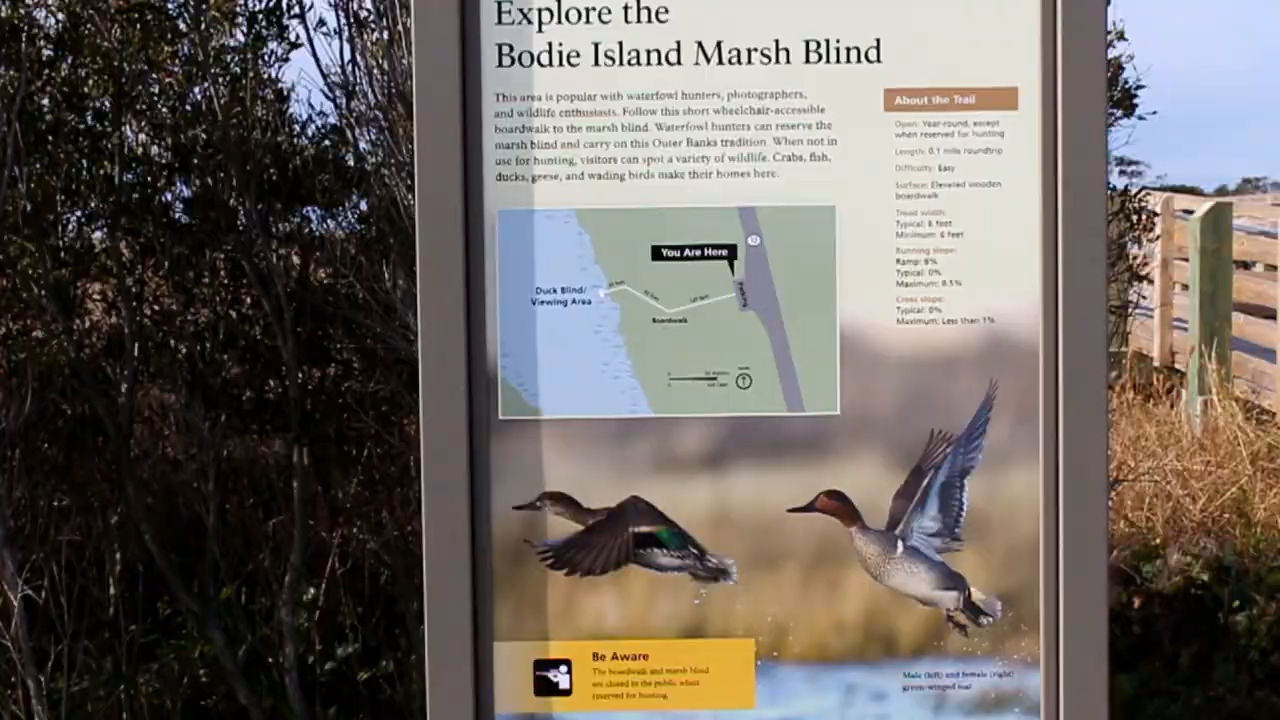 Explore the
Bodie Island Marsh Blind
This area is popular with waterfowl hunters, photographers,
and wildlife enthusiasts. Follow this short wheelchair-accessible
boardwalk to the marsh blind. Waterfowl hunters can reserve the
marsh blind and carry on this Outer Banks tradition. When not in
use for hunting, visitors can spot a variety of wildlife. Crabs, fish,
ducks, geese, and wading birds make their homes here.
About the Trail
Open: Year-round, except
when reserved for hunting
Length: 0.1 mile roundtrip
Difficulty: Easy
Surface: Elevated wooden
boardwalk
Tread width:
Typical: 6 feet
Minimum: 6 feet
Running slope:
Ramp: 8%
Typical: 0%
Maximum: 8.5%
Cross slope:
Typical: 0%
Maximum: Less than 1%
12
You Are Here
Parking
Duck Blind/
Viewing Area
Boardwalk
Be Aware
The boardwalk and marsh blind
are closed to the public when
reserved for hunting.
Male (left) and female (right)
green-winged teal